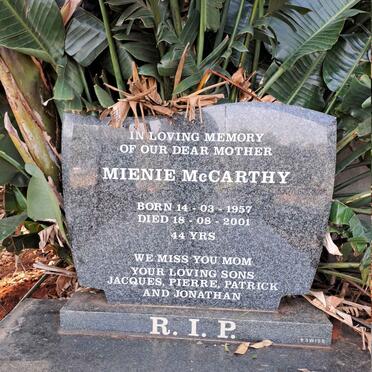 IN LOVING MEMORY
OF OUR DEAR MOTHER
MIENIE McCARTHY
BORN 14 - 03 - 1957
DIED 18 - 08 - 2001
44 YRS
WE MISS YOU MOM
YOUR LOVING SONS
JACQUES, PIERRE, PATRICK
AND JONATHAN
R. I. P.